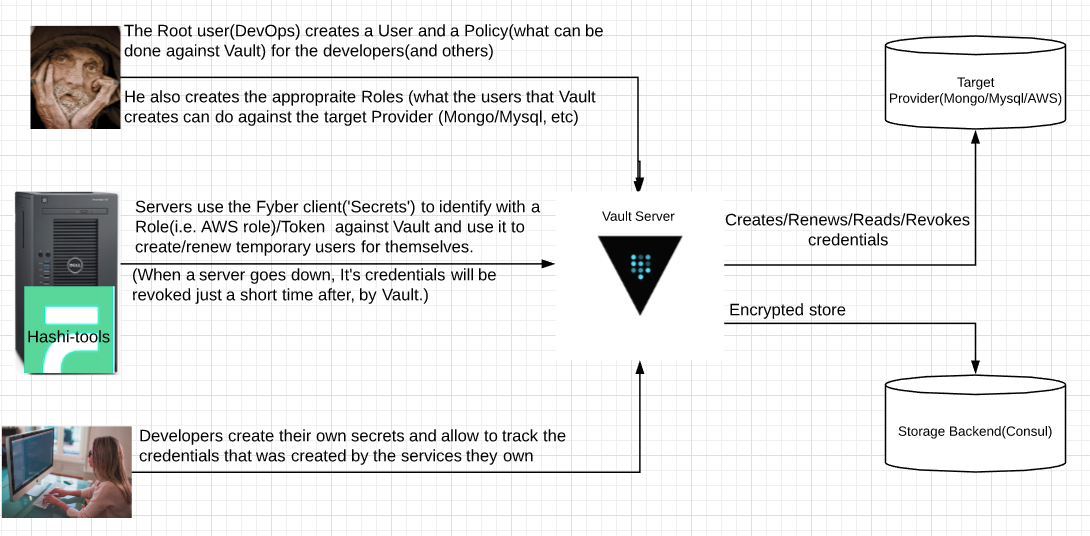 The Root user(DevOps) creates a User and a Policy(what can be
done against Vault) for the developers(and others)
He also creates the appropraite Roles (what the users that Vault
creates can do against the target Provider (Mongo/Mysql, etc)
Target
Provider(Mongo/Mysql/AWS)
Servers use the Fyber client('Secrets') to identify with a
Role(i.e. AWS role)/Token against Vault and use it to
create/renew temporary users for themselves.
(When a server goes down, It's credentials will be
revoked just a short time after, by Vault.)
DELL
Hashi-tools
Vault Server
Creates/Renews/Reads/Revokes
credentials
Encrypted store
Storage Backend(Consul)
Developers create their own secrets and allow to track the
credentials that was created by the services they own